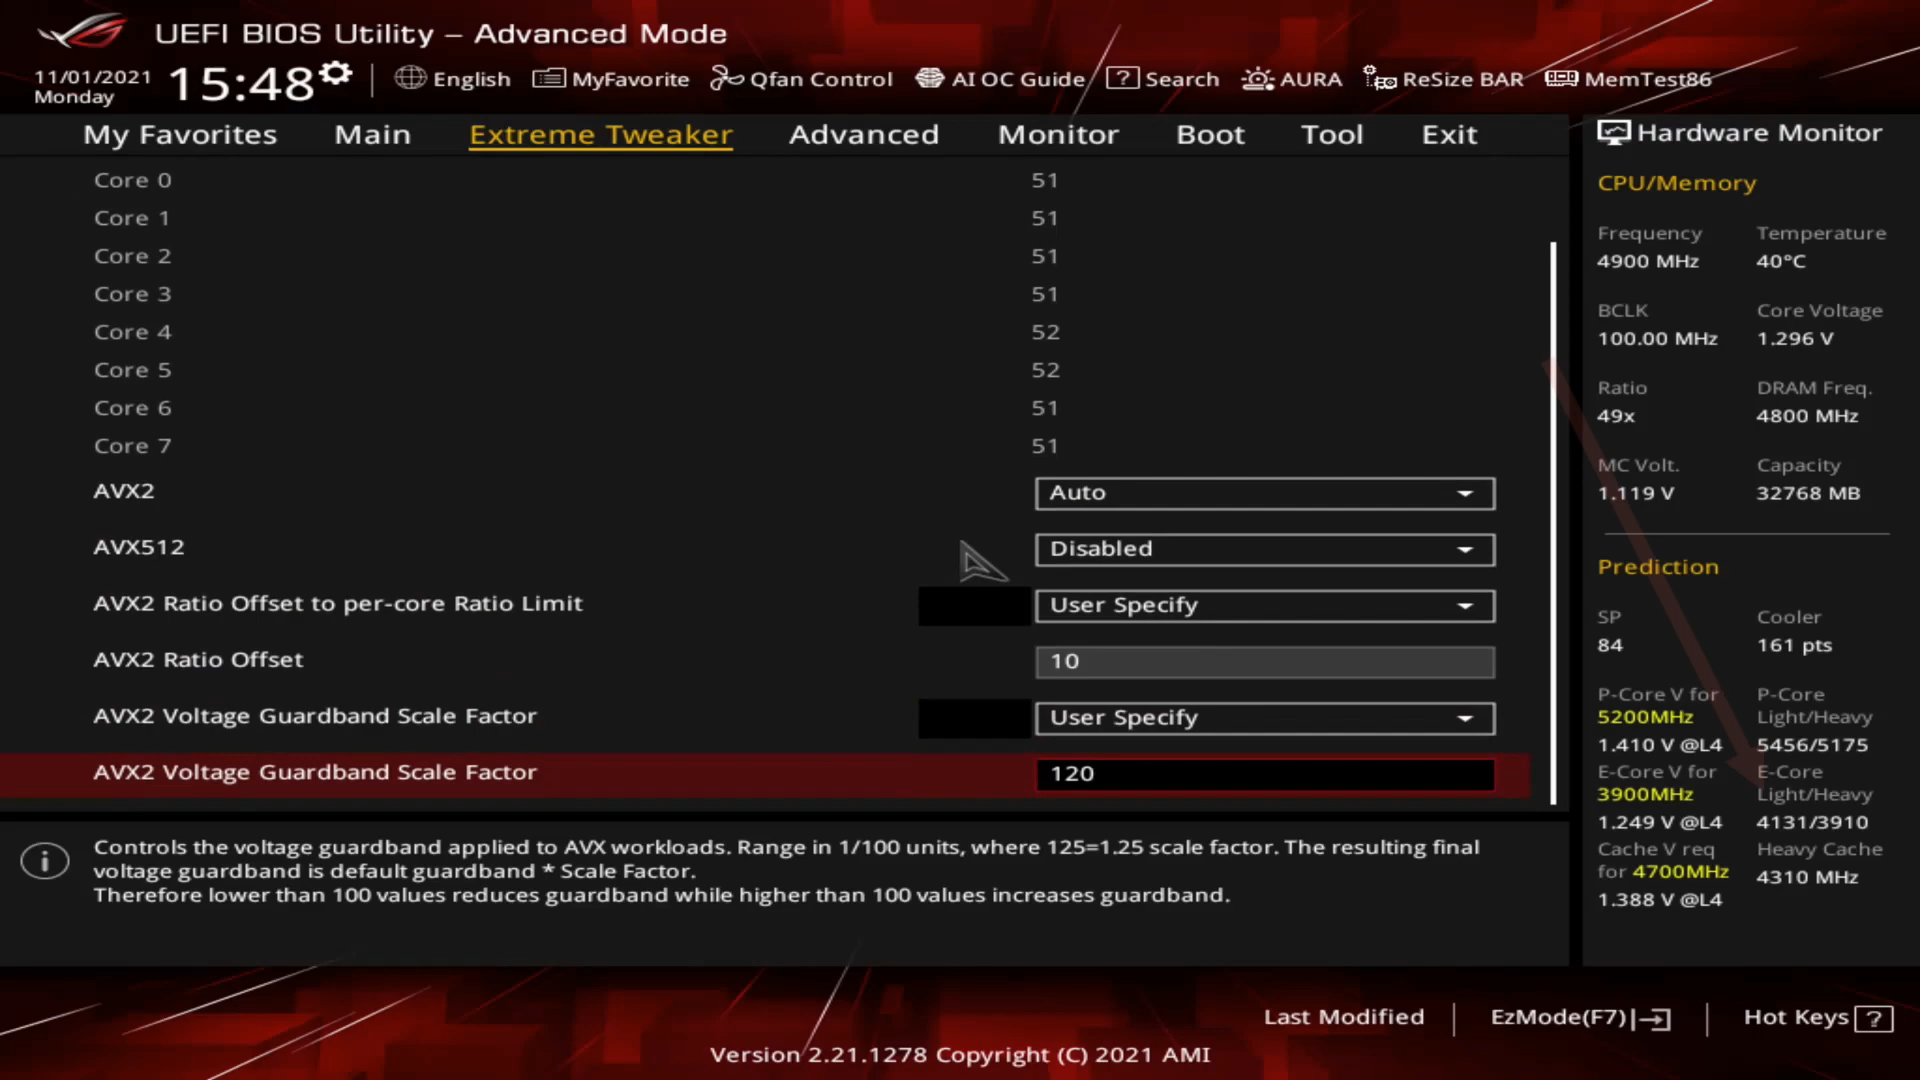 UEFI BIOS Utility – Advanced Mode
11/01/2021
Monday
15:48
English
MyFavorite
Qfan Control
AI OC Guide
? Search
AURA
ReSize BAR
MemTest86
My Favorites Main Extreme Tweaker Advanced Monitor Boot Tool Exit
Core 0 51
Core 1 51
Core 2 51
Core 3 51
Core 4 52
Core 5 52
Core 6 51
Core 7 51
AVX2 Auto
AVX512 Disabled
AVX2 Ratio Offset to per-core Ratio Limit User Specify
AVX2 Ratio Offset 10
AVX2 Voltage Guardband Scale Factor User Specify
AVX2 Voltage Guardband Scale Factor 120
i
Controls the voltage guardband applied to AVX workloads. Range in 1/100 units, where 125=1.25 scale factor. The resulting final
voltage guardband is default guardband * Scale Factor.
Therefore lower than 100 values reduces guardband while higher than 100 values increases guardband.
Hardware Monitor
CPU/Memory
Frequency Temperature
4900 MHz 40°C
BCLK Core Voltage
100.00 MHz 1.296 V
Ratio DRAM Freq.
49x 4800 MHz
MC Volt. Capacity
1.119 V 32768 MB
Prediction
SP Cooler
84 161 pts
P-Core V for P-Core
5200MHz Light/Heavy
1.410 V @L4 5456/5175
E-Core V for E-Core
3900MHz Light/Heavy
1.249 V @L4 4131/3910
Cache V req Heavy Cache
for 4700MHz 4310 MHz
1.388 V @L4
Last Modified
EzMode(F7)
Hot Keys ?
Version 2.21.1278 Copyright (C) 2021 AMI